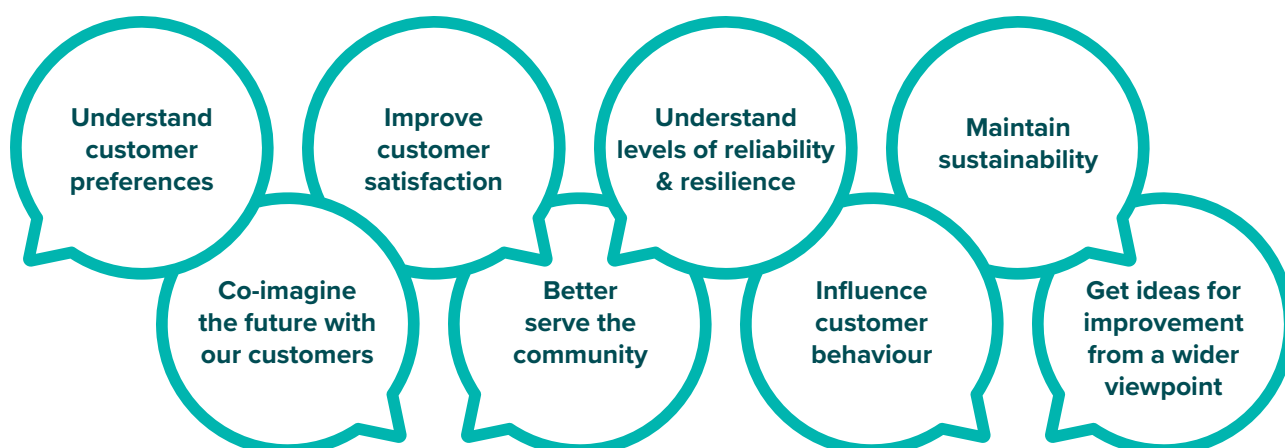 Understand
customer
preferences
Improve
customer
satisfaction
Understand
levels of reliability
& resilience
Maintain
sustainability
Co-imagine
the future with
our customers
Better
serve the
community
Influence
customer
behaviour
Get ideas for
improvement
from a wider
viewpoint